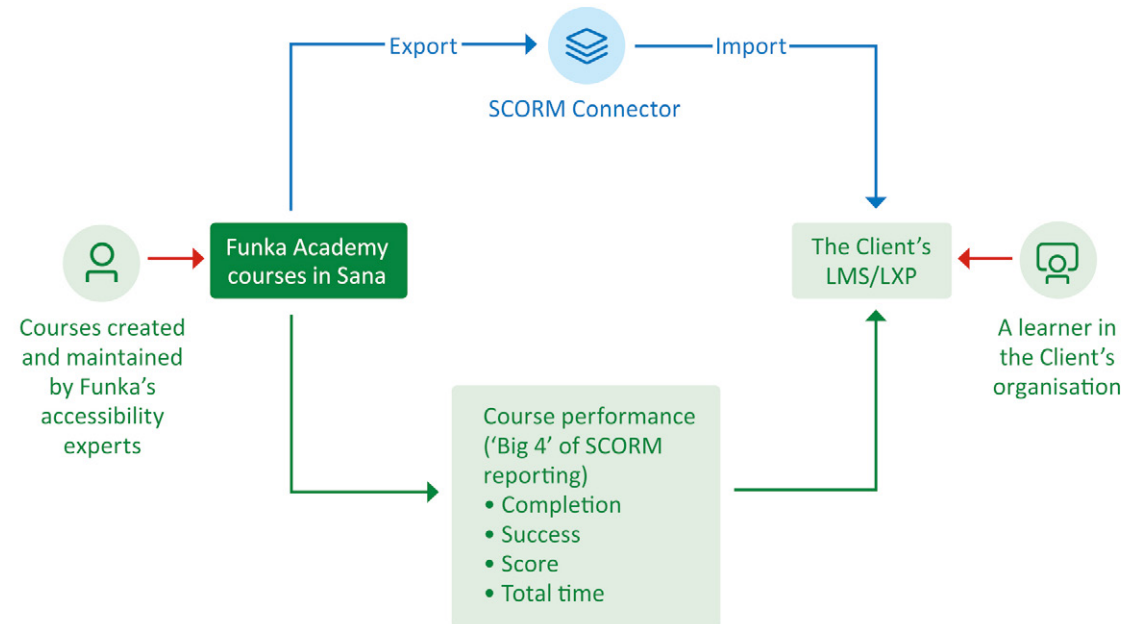 Export
Import
SCORM Connector
Funka Academy
courses in Sana
The Client’s
LMS/LXP
Courses created
and maintained
by Funka’s
accessibility
experts
A learner in
the Client’s
organisation
Course performance
(‘Big 4’ of SCORM
reporting)
• Completion
• Success
• Score
• Total time